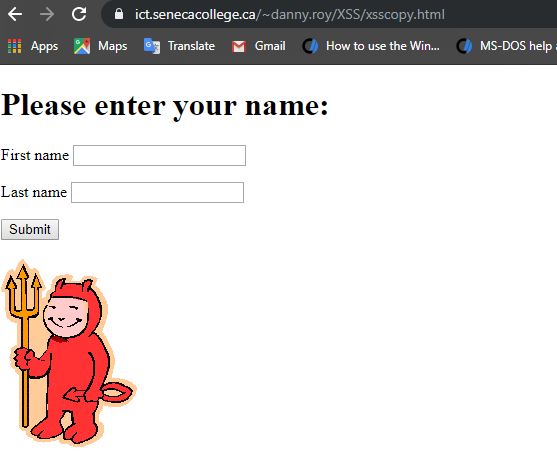 ict.senecacollege.ca/~danny.roy/XSS/xsscopy.html
Apps Maps Translate Gmail How to use the Win... MS-DOS help a
Please enter your name:
First name
Last name
Submit